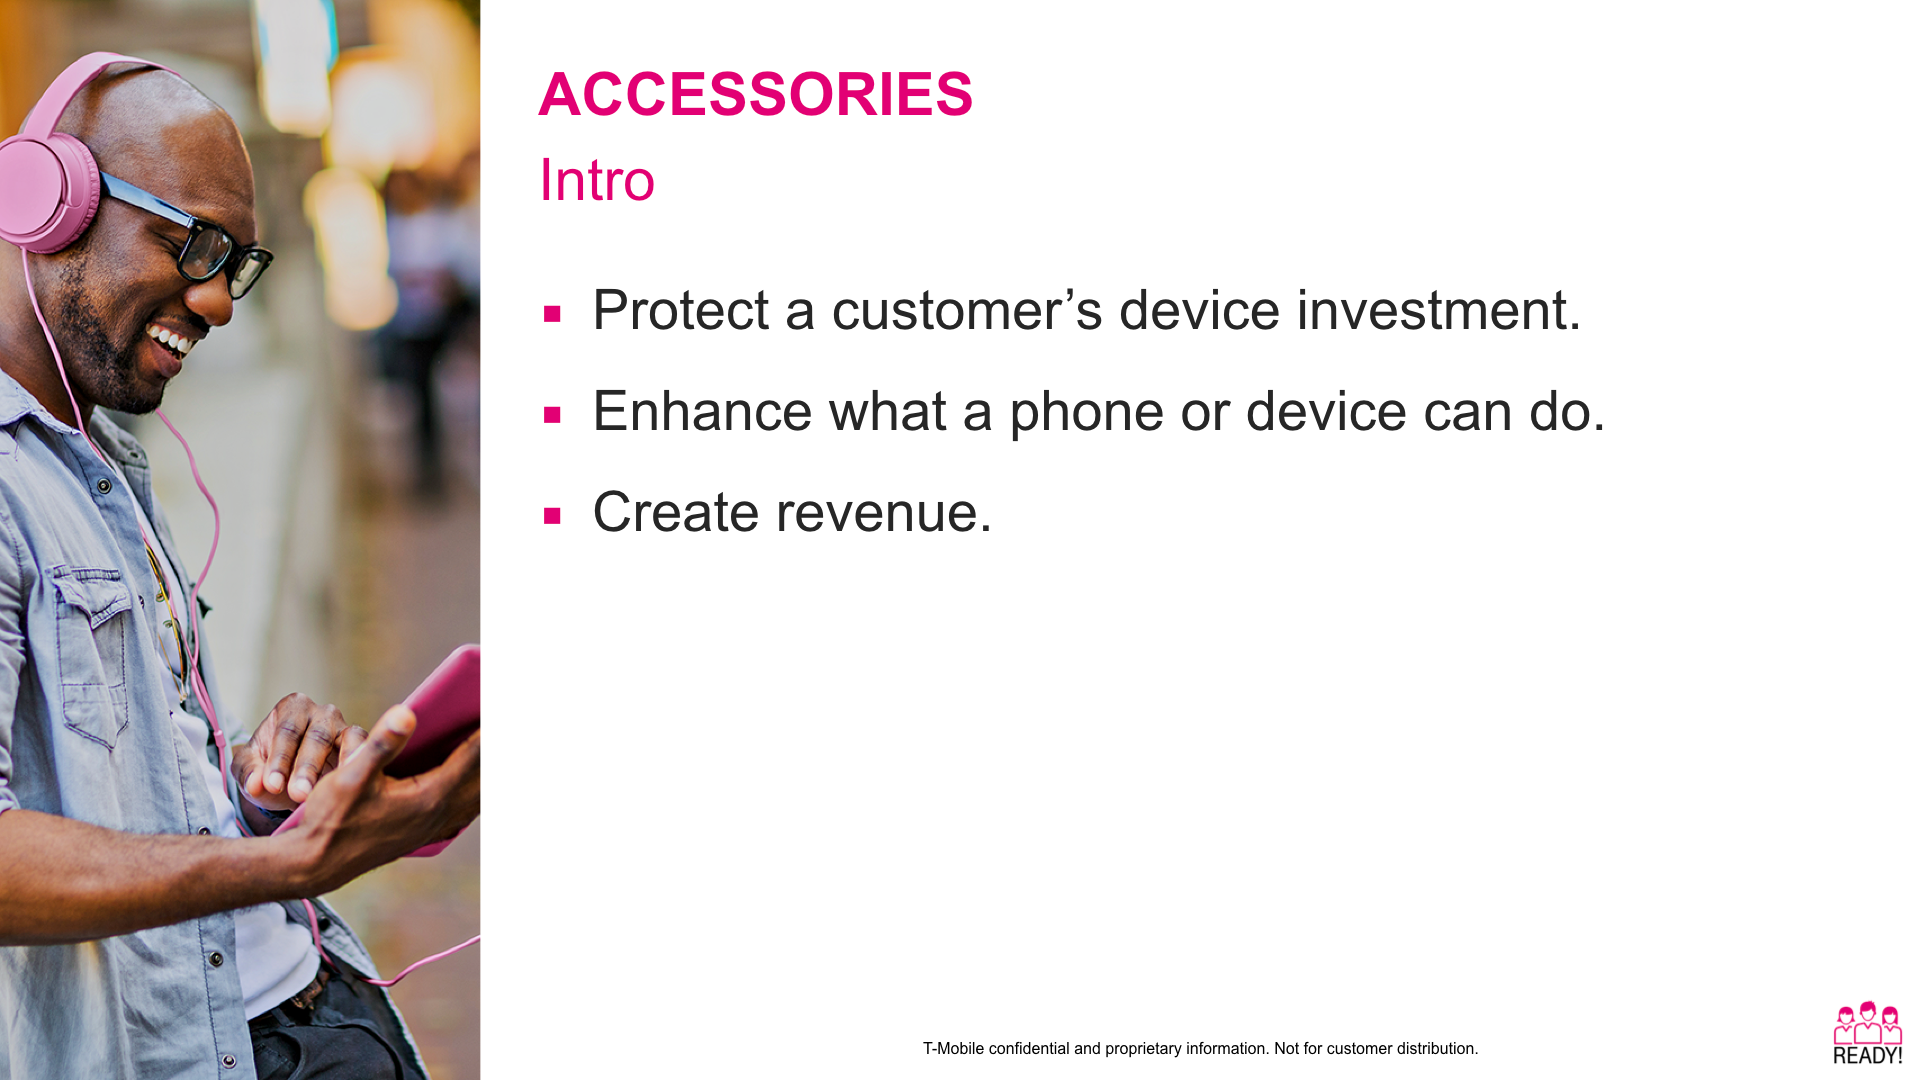 ACCESSORIES
Intro
▪ Protect a customer’s device investment.
▪ Enhance what a phone or device can do.
▪ Create revenue.
T-Mobile confidential and proprietary information. Not for customer distribution.
READY!